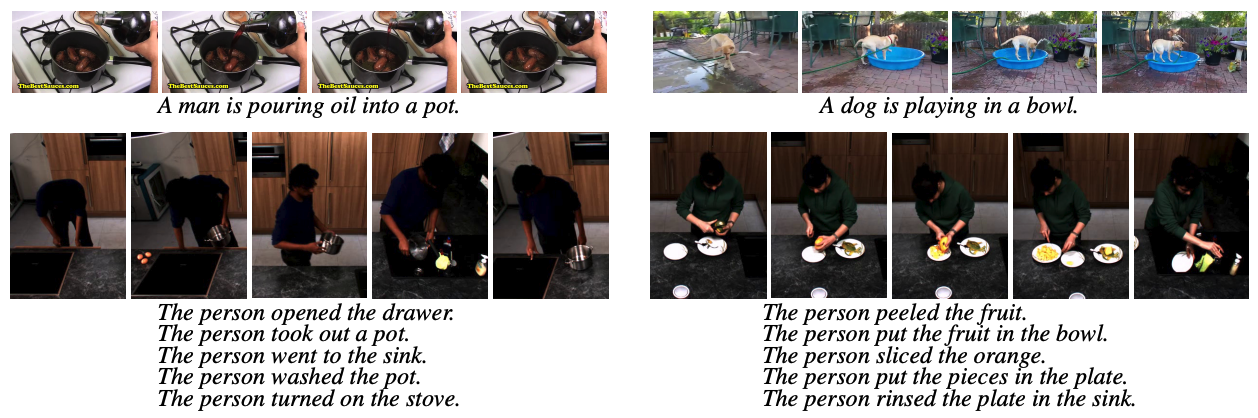 TheBestSauces.com TheBestSauces.com TheBestSauces.com TheBestSauces.com
A man is pouring oil into a pot.
A dog is playing in a bowl.
The person opened the drawer.
The person took out a pot.
The person went to the sink.
The person washed the pot.
The person turned on the stove.
The person peeled the fruit.
The person put the fruit in the bowl.
The person sliced the orange.
The person put the pieces in the plate.
The person rinsed the plate in the sink.